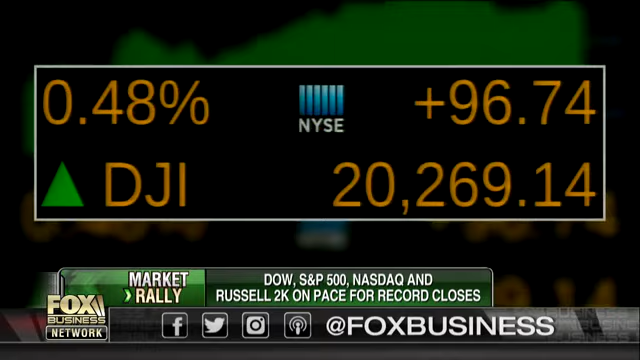 0.48%
NYSE
+96.74
DJI
20,269.14
MARKET
RALLY
DOW, S&P 500, NASDAQ AND
RUSSELL 2K ON PACE FOR RECORD CLOSES
FOX
BUSINESS
NETWORK
@FOXBUSINESS